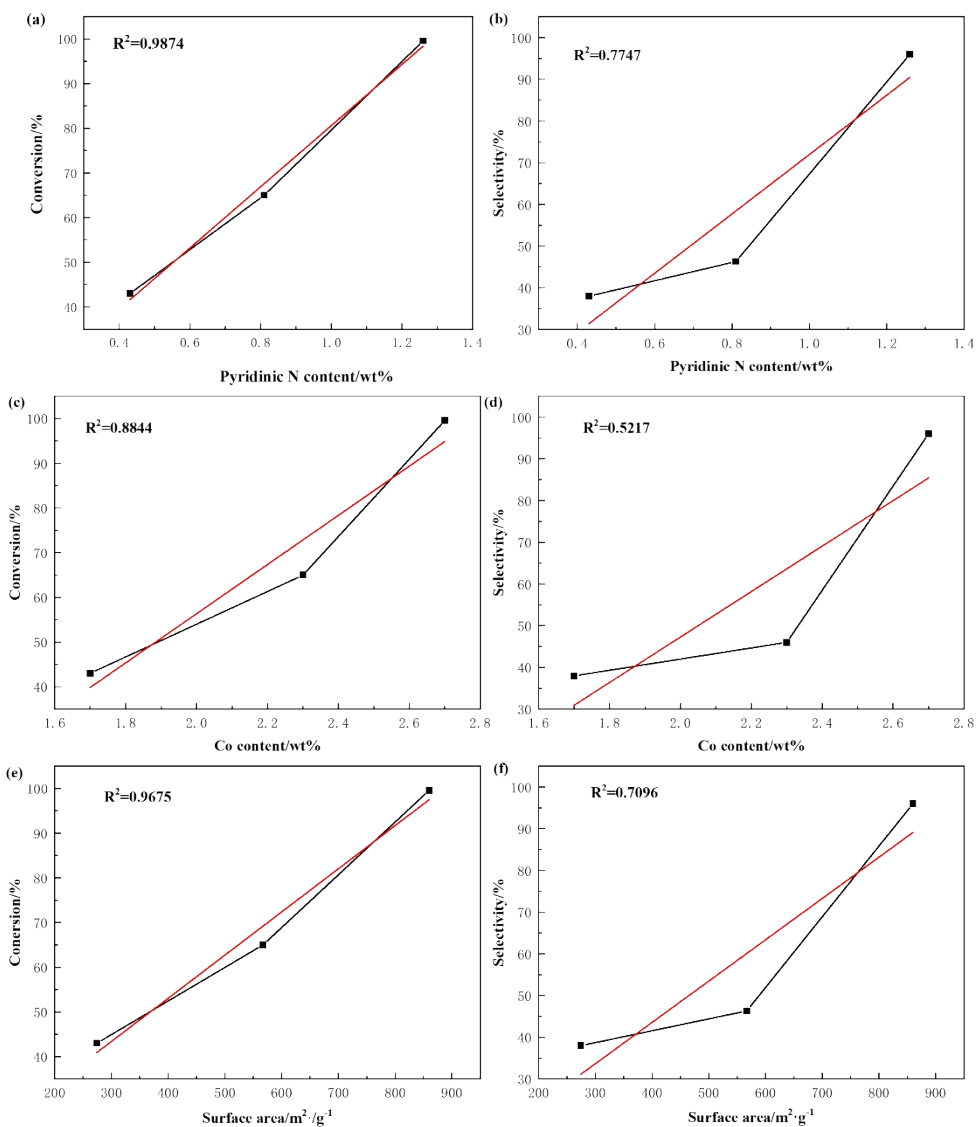 (a)
R²=0.9874
Conversion/%
100
90
80
70
60
50
40
0.4 0.6 0.8 1.0 1.2 1.4
Pyridinic N content/wt%
(b)
R²=0.7747
Selectivity/%
100
90
80
70
60
50
40
30
0.4 0.6 0.8 1.0 1.2 1.4
Pyridinic N content/wt%
(c)
R²=0.8844
Conversion/%
100
90
80
70
60
50
40
1.6 1.8 2.0 2.2 2.4 2.6 2.8
Co content/wt%
(d)
R²=0.5217
Selectivity/%
100
90
80
70
60
50
40
30
1.6 1.8 2.0 2.2 2.4 2.6 2.8
Co content/wt%
(e)
R²=0.9675
Conersion/%
100
90
80
70
60
50
40
200 300 400 500 600 700 800 900
Surface area/m²·/g⁻¹
(f)
R²=0.7096
Selectivity/%
100
90
80
70
60
50
40
30
200 300 400 500 600 700 800 900
Surface area/m²·g⁻¹